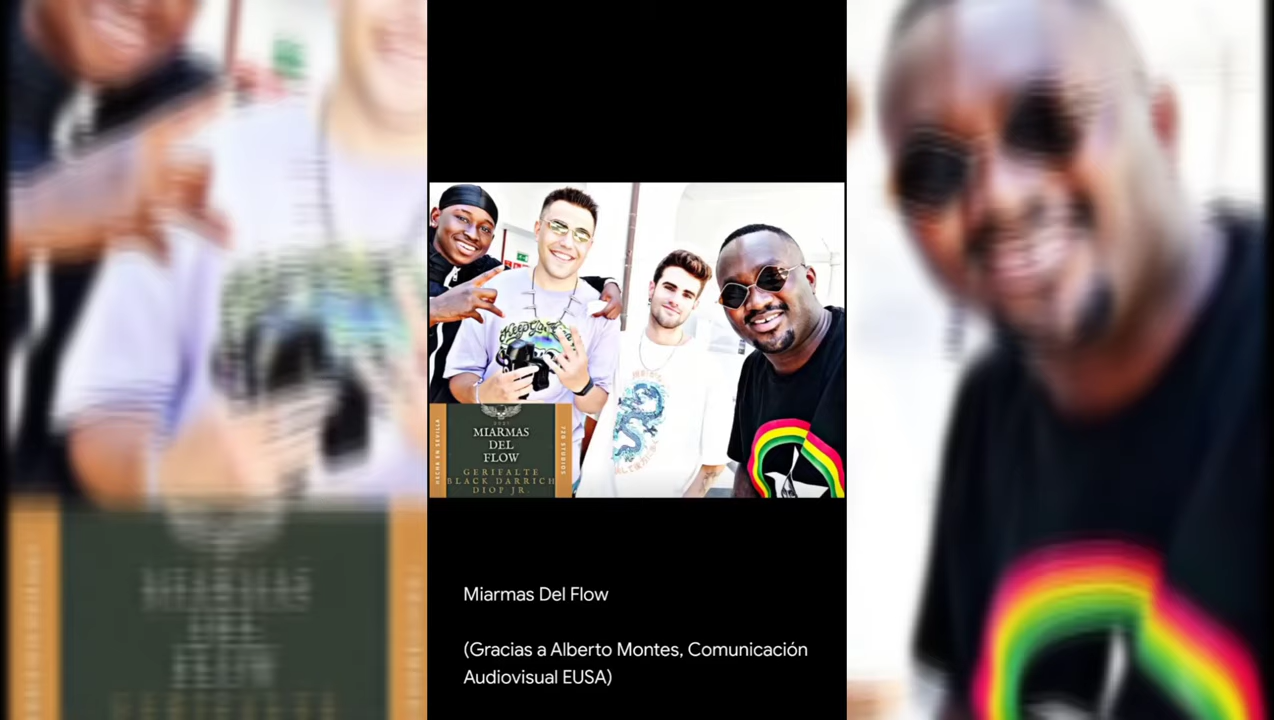 MIARMAS
DEL
FLOW
GERIFALTE
BLACK DARRICH
DIOP JR.
HECHO EN SEVILLA
Miarmas Del Flow
(Gracias a Alberto Montes, Comunicación
Audiovisual EUSA)